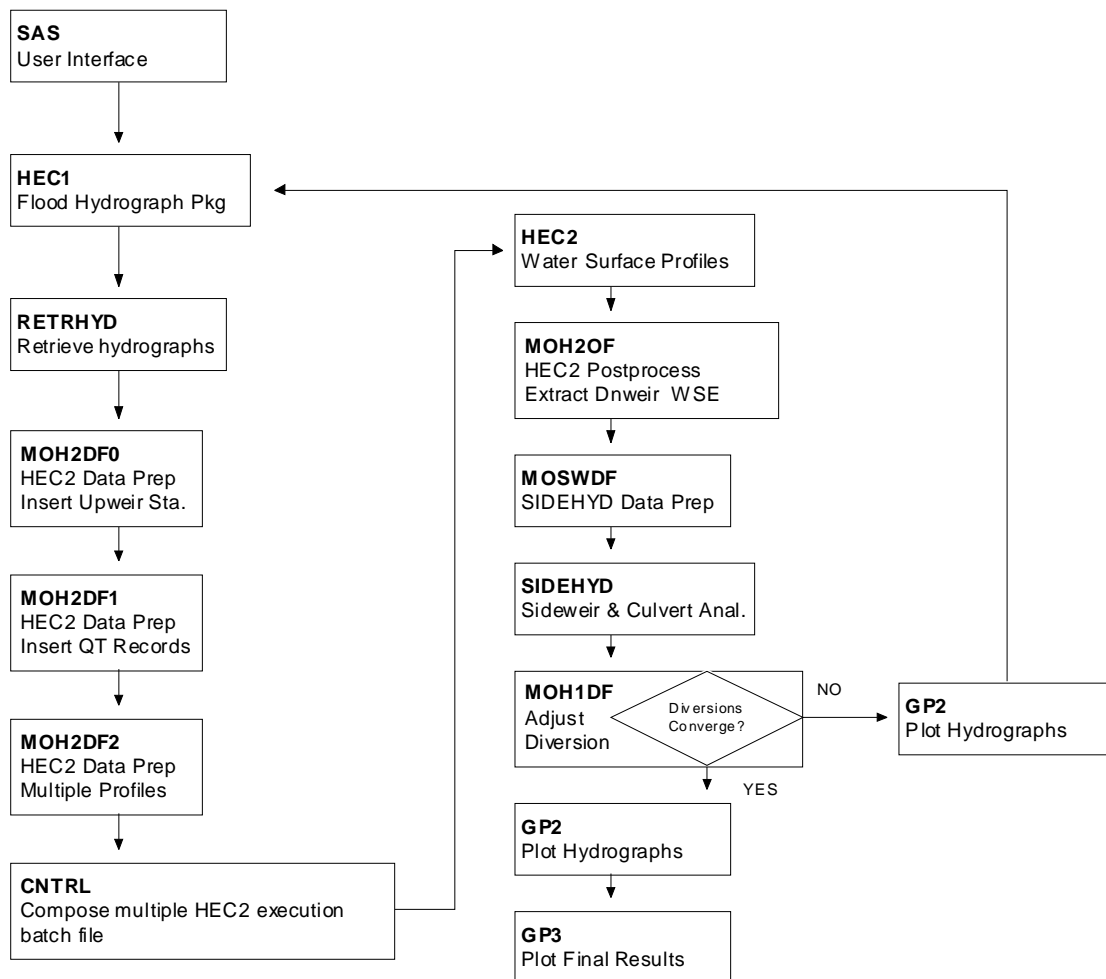 SAS
User Interface
HEC1
Flood Hydrograph Pkg
RETRHYD
Retrieve hydrographs
MOH2DF0
HEC2 Data Prep
Insert Upweir Sta.
MOH2DF1
HEC2 Data Prep
Insert QT Records
MOH2DF2
HEC2 Data Prep
Multiple Profiles
CNTRL
Compose multiple HEC2 execution
batch file
HEC2
Water Surface Profiles
MOH2OF
HEC2 Postprocess
Extract Dnweir WSE
MOSWDF
SIDEHYD Data Prep
SIDEHYD
Sideweir & Culvert Anal.
MOH1DF
Adjust
Diversion
Diversions
Converge?
NO
GP2
Plot Hydrographs
YES
GP2
Plot Hydrographs
GP3
Plot Final Results